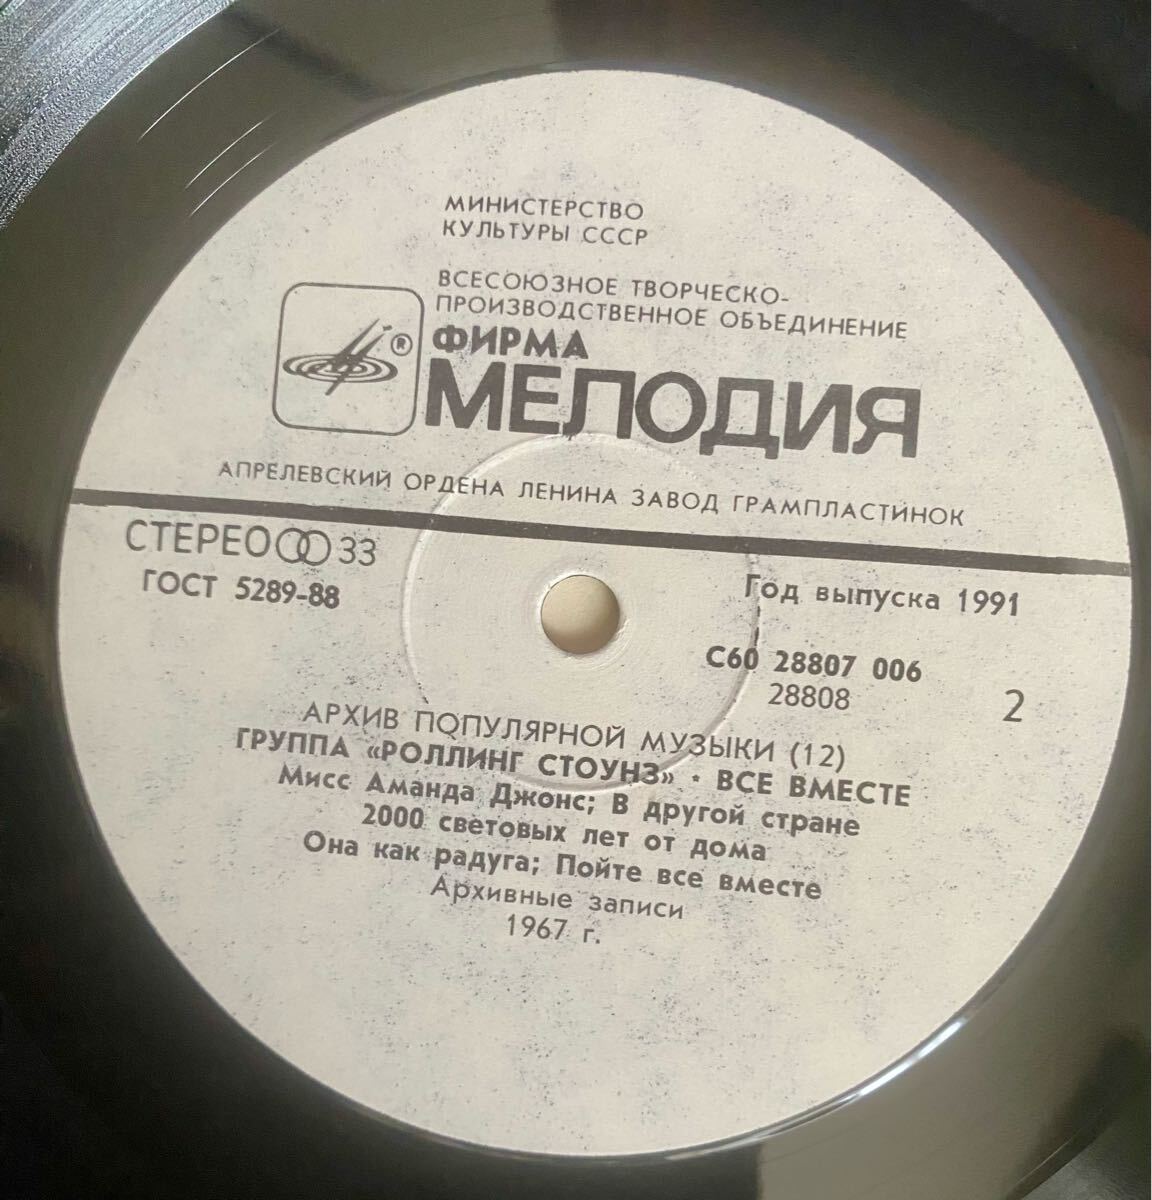 МИНИСТЕРСТВО
КУЛЬТУРЫ СССР
ВСЕСОЮЗНОЕ ТВОРЧЕСКО-
ПРОИЗВОДСТВЕННОЕ ОБЪЕДИНЕНИЕ
®
ФИРМА
МЕЛОДИЯ
АПРЕЛЕВСКИЙ ОРДЕНА ЛЕНИНА ЗАВОД ГРАМПЛАСТИНОК
СТЕРЕО 33
ГОСТ 5289-88
Год выпуска 1991
С60 28807 006
28808
2
АРХИВ ПОПУЛЯРНОЙ МУЗЫКИ (12)
ГРУППА «РОЛЛИНГ СТОУНЗ» · ВСЕ ВМЕСТЕ
Мисс Аманда Джонс; В другой стране
2000 световых лет от дома
Она как радуга; Пойте все вместе
Архивные записи
1967 г.